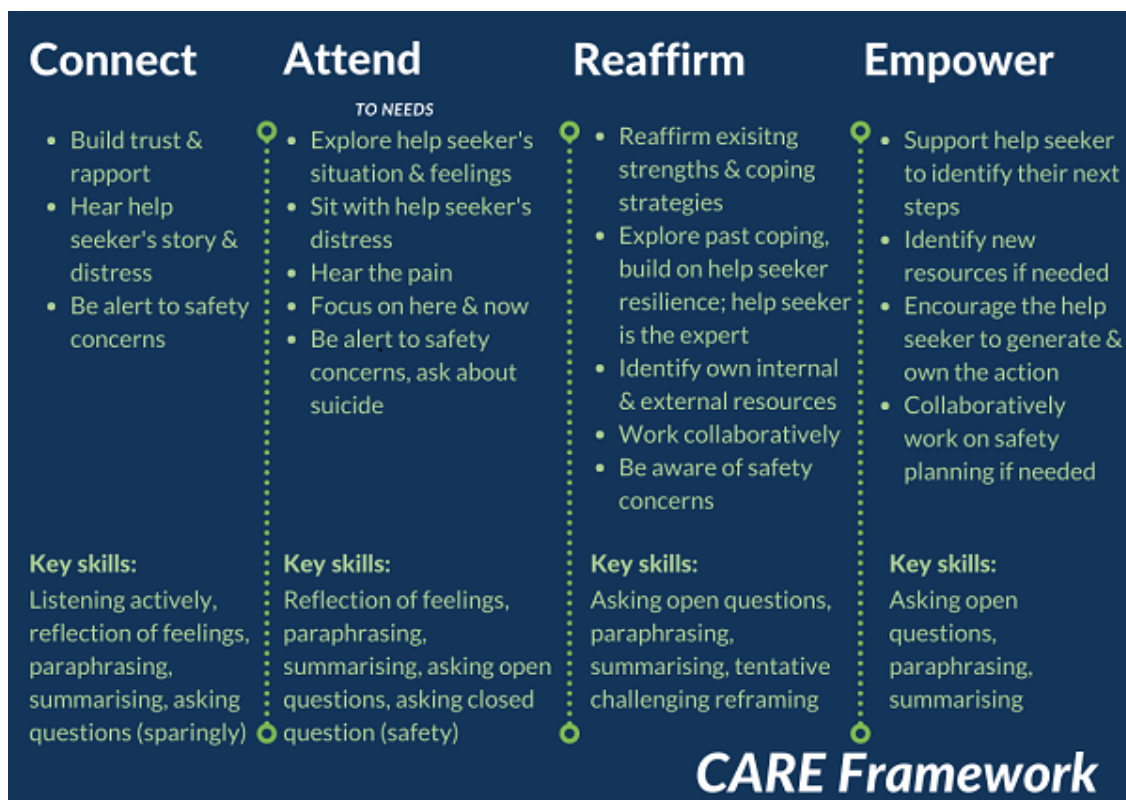 Connect
• Build trust &
rapport
• Hear help
seeker's story &
distress
• Be alert to safety
concerns
Key skills:
Listening actively,
reflection of feelings,
paraphrasing,
summarising, asking
questions (sparingly)
Attend
TO NEEDS
• Explore help seeker's
situation & feelings
• Sit with help seeker's
distress
• Hear the pain
• Focus on here & now
• Be alert to safety
concerns, ask about
suicide
Key skills:
Reflection of feelings,
paraphrasing,
summarising, asking open
questions, asking closed
question (safety)
Reaffirm
• Reaffirm exisitng
strengths & coping
strategies
• Explore past coping,
build on help seeker
resilience; help seeker
is the expert
• Identify own internal
& external resources
• Work collaboratively
• Be aware of safety
concerns
Key skills:
Asking open questions,
paraphrasing,
summarising, tentative
challenging reframing
Empower
• Support help seeker
to identify their next
steps
• Identify new
resources if needed
• Encourage the help
seeker to generate &
own the action
• Collaboratively
work on safety
planning if needed
Key skills:
Asking open
questions,
paraphrasing,
summarising
CARE Framework